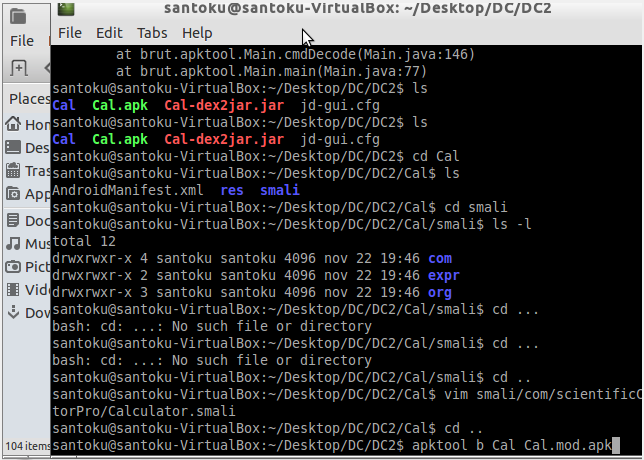 santoku@santoku-VirtualBox: ~/Desktop/DC/DC2
File
File Edit Tabs Help
Places
Hon
Des
Tras
App
Doc
Mus
Pict
Vide
Dov
104 items
at brut.apktool.Main.cmdDecode(Main.java:146)
at brut.apktool.Main.main(Main.java:77)
santoku@santoku-VirtualBox:~/Desktop/DC/DC2$ ls
Cal Cal.apk Cal-dex2jar.jar jd-gui.cfg
santoku@santoku-VirtualBox:~/Desktop/DC/DC2$ ls
Cal Cal.apk Cal-dex2jar.jar jd-gui.cfg
santoku@santoku-VirtualBox:~/Desktop/DC/DC2$ cd Cal
santoku@santoku-VirtualBox:~/Desktop/DC/DC2/Cal$ ls
AndroidManifest.xml res smali
santoku@santoku-VirtualBox:~/Desktop/DC/DC2/Cal$ cd smali
santoku@santoku-VirtualBox:~/Desktop/DC/DC2/Cal/smali$ ls -l
total 12
drwxrwxr-x 4 santoku santoku 4096 nov 22 19:46 com
drwxrwxr-x 2 santoku santoku 4096 nov 22 19:46 expr
drwxrwxr-x 3 santoku santoku 4096 nov 22 19:46 org
santoku@santoku-VirtualBox:~/Desktop/DC/DC2/Cal/smali$ cd ...
bash: cd: ...: No such file or directory
santoku@santoku-VirtualBox:~/Desktop/DC/DC2/Cal/smali$ cd ...
bash: cd: ...: No such file or directory
santoku@santoku-VirtualBox:~/Desktop/DC/DC2/Cal/smali$ cd ..
santoku@santoku-VirtualBox:~/Desktop/DC/DC2/Cal$ vim smali/com/scientificC
torPro/Calculator.smali
santoku@santoku-VirtualBox:~/Desktop/DC/DC2/Cal$ cd ..
santoku@santoku-VirtualBox:~/Desktop/DC/DC2$ apktool b Cal Cal.mod.apk